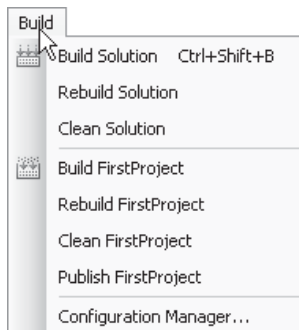 Build
Build Solution Ctrl+Shift+B
Rebuild Solution
Clean Solution
Build FirstProject
Rebuild FirstProject
Clean FirstProject
Publish FirstProject
Configuration Manager...